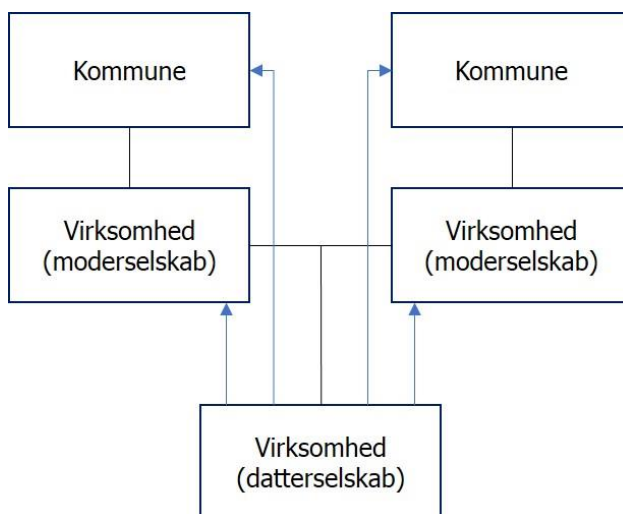 Kommune
Kommune
Virksomhed
(moderselskab)
Virksomhed
(moderselskab)
Virksomhed
(datterselskab)